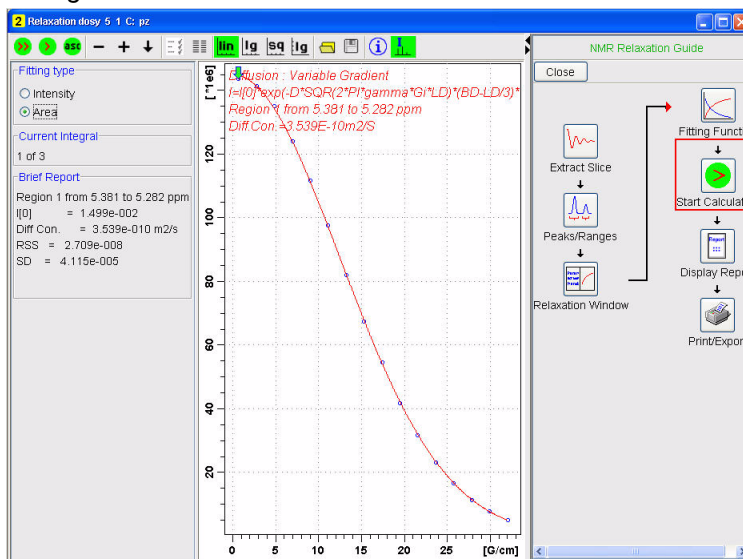 2 Relaxation dosy 5 1 C: pz
asc lin lg sq lg i
Fitting type
Intensity
Area
Current Integral
1 of 3
Brief Report
Region 1 from 5.381 to 5.282 ppm
I[0] = 1.499e-002
Diff Con. = 3.539e-010 m2/s
RSS = 2.709e-008
SD = 4.115e-005
[*1e6]
Diffusion : Variable Gradient
I=I[0]*exp(-D*SQR(2*PI*gamma*Gi*LD)*(BD-LD/3)*
Region 1 from 5.381 to 5.282 ppm
Diff.Con.=3.539E-10m2/S
120
100
80
60
40
20
0 5 10 15 20 25 [G/cm]
NMR Relaxation Guide
Close
Extract Slice
Peaks/Ranges
Relaxation Window
Fitting Functi
Start Calculat
Report
Display Repo
Print/Export